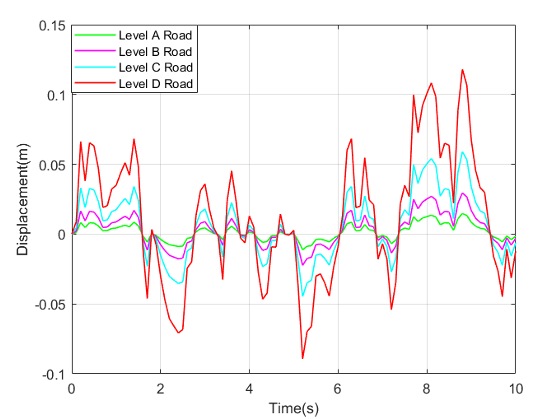 0.15
Level A Road
Level B Road
Level C Road
Level D Road
0.1
0.05
0
-0.05
-0.1
Displacement(m)
0 2 4 6 8 10
Time(s)